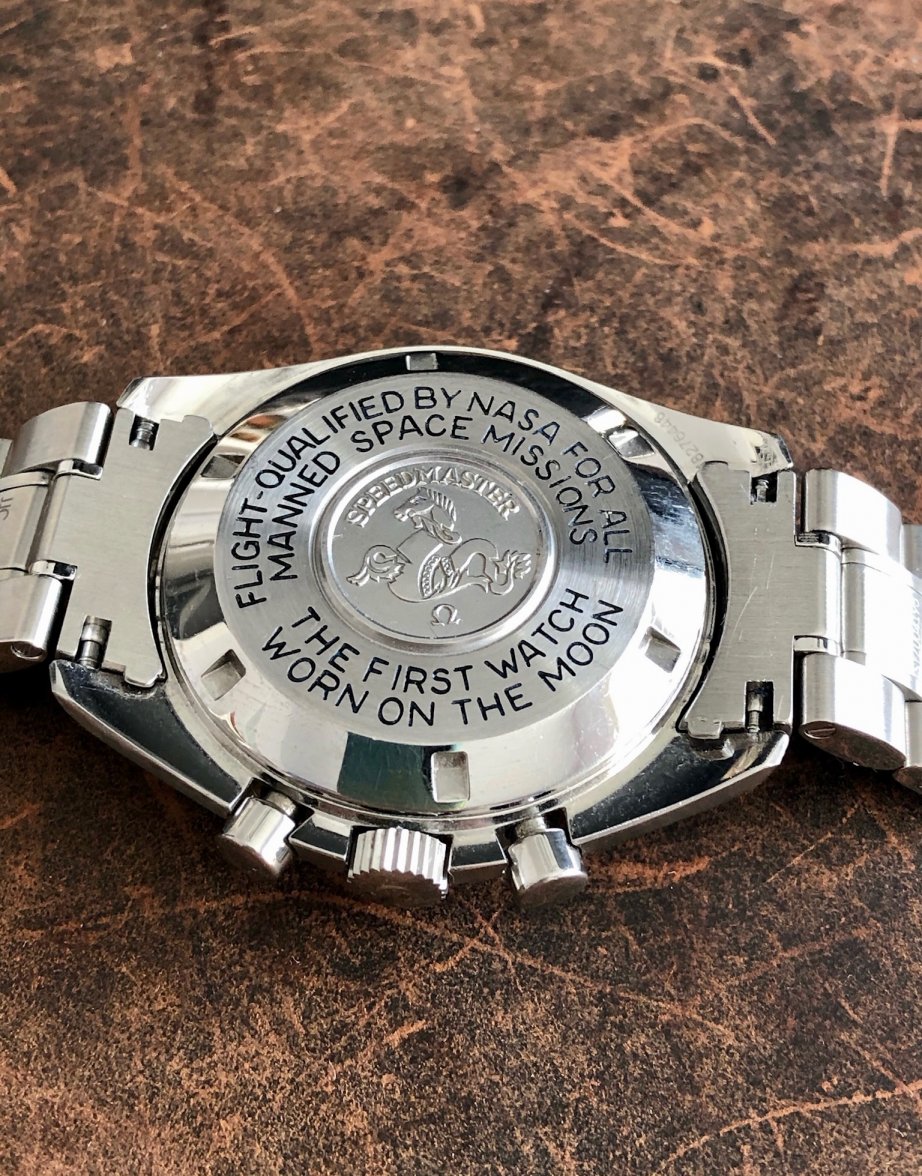 FLIGHT-QUALIFIED BY NASA FOR ALL
MANNED SPACE MISSIONS
SPEEDMASTER
Ω
THE FIRST WATCH
WORN ON THE MOON